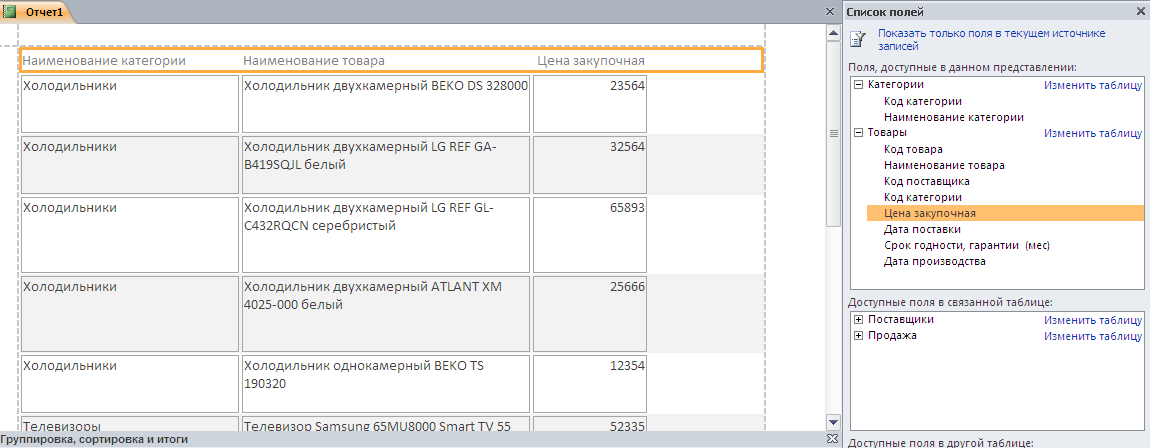 Отчет1
Наименование категории Наименование товара Цена закупочная
Холодильники Холодильник двухкамерный BEKO DS 328000 23564
Холодильники Холодильник двухкамерный LG REF GA-
B419SQJL белый 32564
Холодильники Холодильник двухкамерный LG REF GL-
C432RQCN серебристый 65893
Холодильники Холодильник двухкамерный ATLANT XM
4025-000 белый 25666
Холодильники Холодильник однокамерный BEKO TS
190320 12354
Телевизоры Телевизор Samsung 65MU8000 Smart TV 55 52335
Группировка, сортировка и итоги
Список полей
Показать только поля в текущем источнике
записей
Поля, доступные в данном представлении:
Категории Изменить таблицу
Код категории
Наименование категории
Товары Изменить таблицу
Код товара
Наименование товара
Код поставщика
Код категории
Цена закупочная
Дата поставки
Срок годности, гарантии (мес)
Дата производства
Доступные поля в связанной таблице:
Поставщики Изменить таблицу
Продажа Изменить таблицу
Доступные поля в другой таблице: